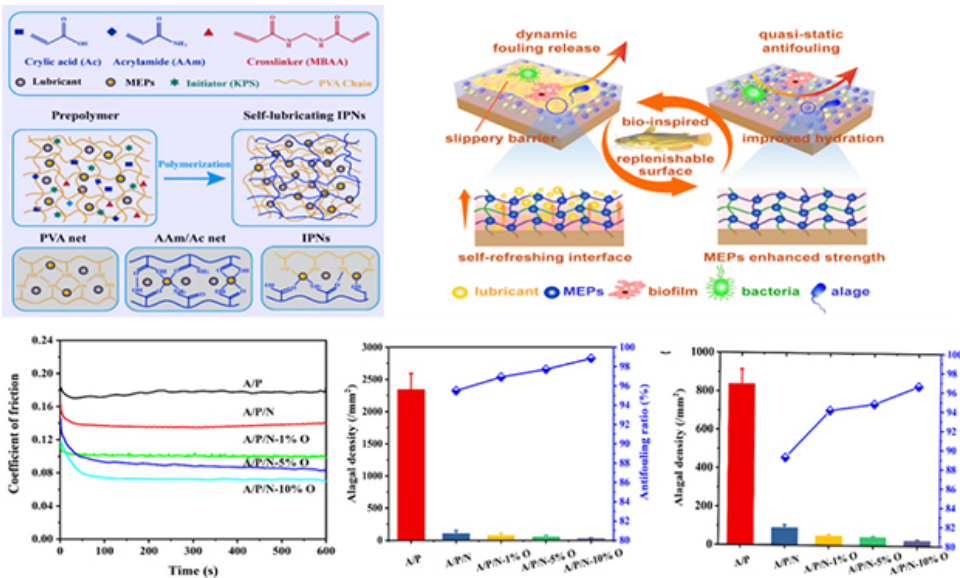 O
OH
O
NH₂
O
N
H
N
H
O
Crylic acid (Ac)
Acrylamide (AAm)
Crosslinker (MBAA)
Lubricant
MEPs
Initiator (KPS)
PVA Chain
Prepolymer
Self-lubricating IPNs
Polymerization
PVA net
AAm/Ac net
IPNs
dynamic
fouling release
quasi-static
antifouling
slippery barrier
bio-inspired
replenishable
surface
improved hydration
self-refreshing interface
MEPs enhanced strength
lubricant
MEPs
biofilm
bacteria
alage
Coefficient of friction
0.24
0.20
0.16
0.12
0.08
0.04
0.00
A/P
A/P/N
A/P/N-1% O
A/P/N-5% O
A/P/N-10% O
0
100
200
300
400
500
600
Time (s)
Alagal density (/mm²)
3000
2500
2000
1500
1000
500
0
A/P
A/P/N
A/P/N-1% O
A/P/N-5% O
A/P/N-10% O
100
98
96
94
92
90
88
86
84
82
80
Antifouling ratio (%)
Alagal density (/mm²)
1000
800
600
400
200
0
A/P
A/P/N
A/P/N-1% O
A/P/N-5% O
A/P/N-10% O
100
98
96
94
92
90
88
86
84
82
80